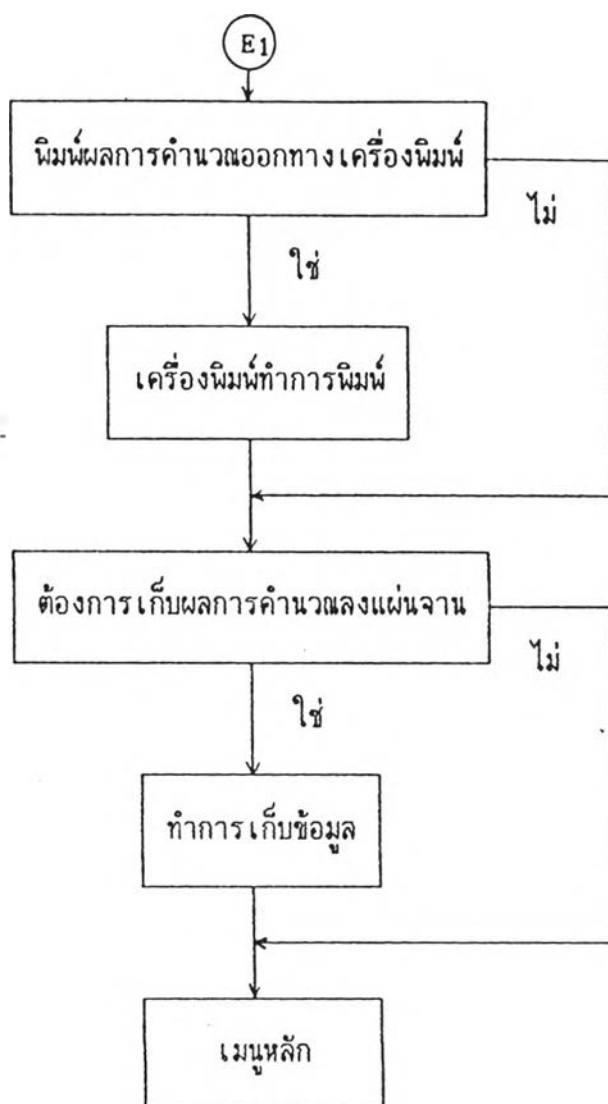 E1
พิมพ์ผลการคำนวณออกทางเครื่องพิมพ์
ไม่
ใช่
เครื่องพิมพ์ทำการพิมพ์
ต้องการเก็บผลการคำนวณลงแผ่นจาน
ไม่
ใช่
ทำการเก็บข้อมูล
เมนูหลัก